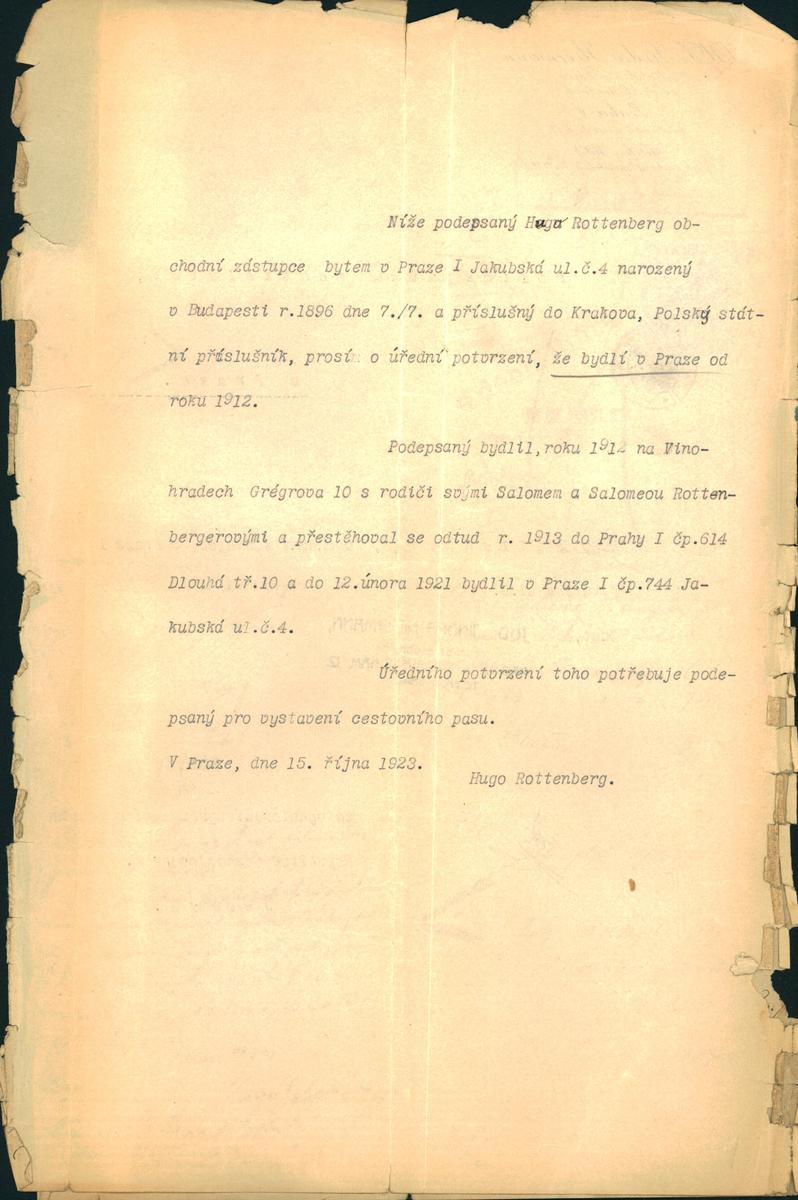 Níže podepsaný Hugo Rottenberg ob-
chodní zástupce bytem v Praze I Jakubská ul.č.4 narozený
v Budapesti r.1896 dne 7./7. a příslušný do Krakova, Polský stát-
ní příslušník, prosí o úřední potvrzení, že bydlí v Praze od
roku 1912.
Podepsaný bydlil, roku 1912 na Vino-
hradech Grégrova 10 s rodiči svými Salomem a Salomeou Rotten-
bergerovými a přestěhoval se odtud r. 1913 do Prahy I čp.614
Dlouhá tř.10 a do 12.února 1921 bydlil v Praze I čp.744 Ja-
kubská ul.č.4.
Úředního potvrzení toho potřebuje pode-
psaný pro vystavení cestovního pasu.
V Praze, dne 15. října 1923.
Hugo Rottenberg.